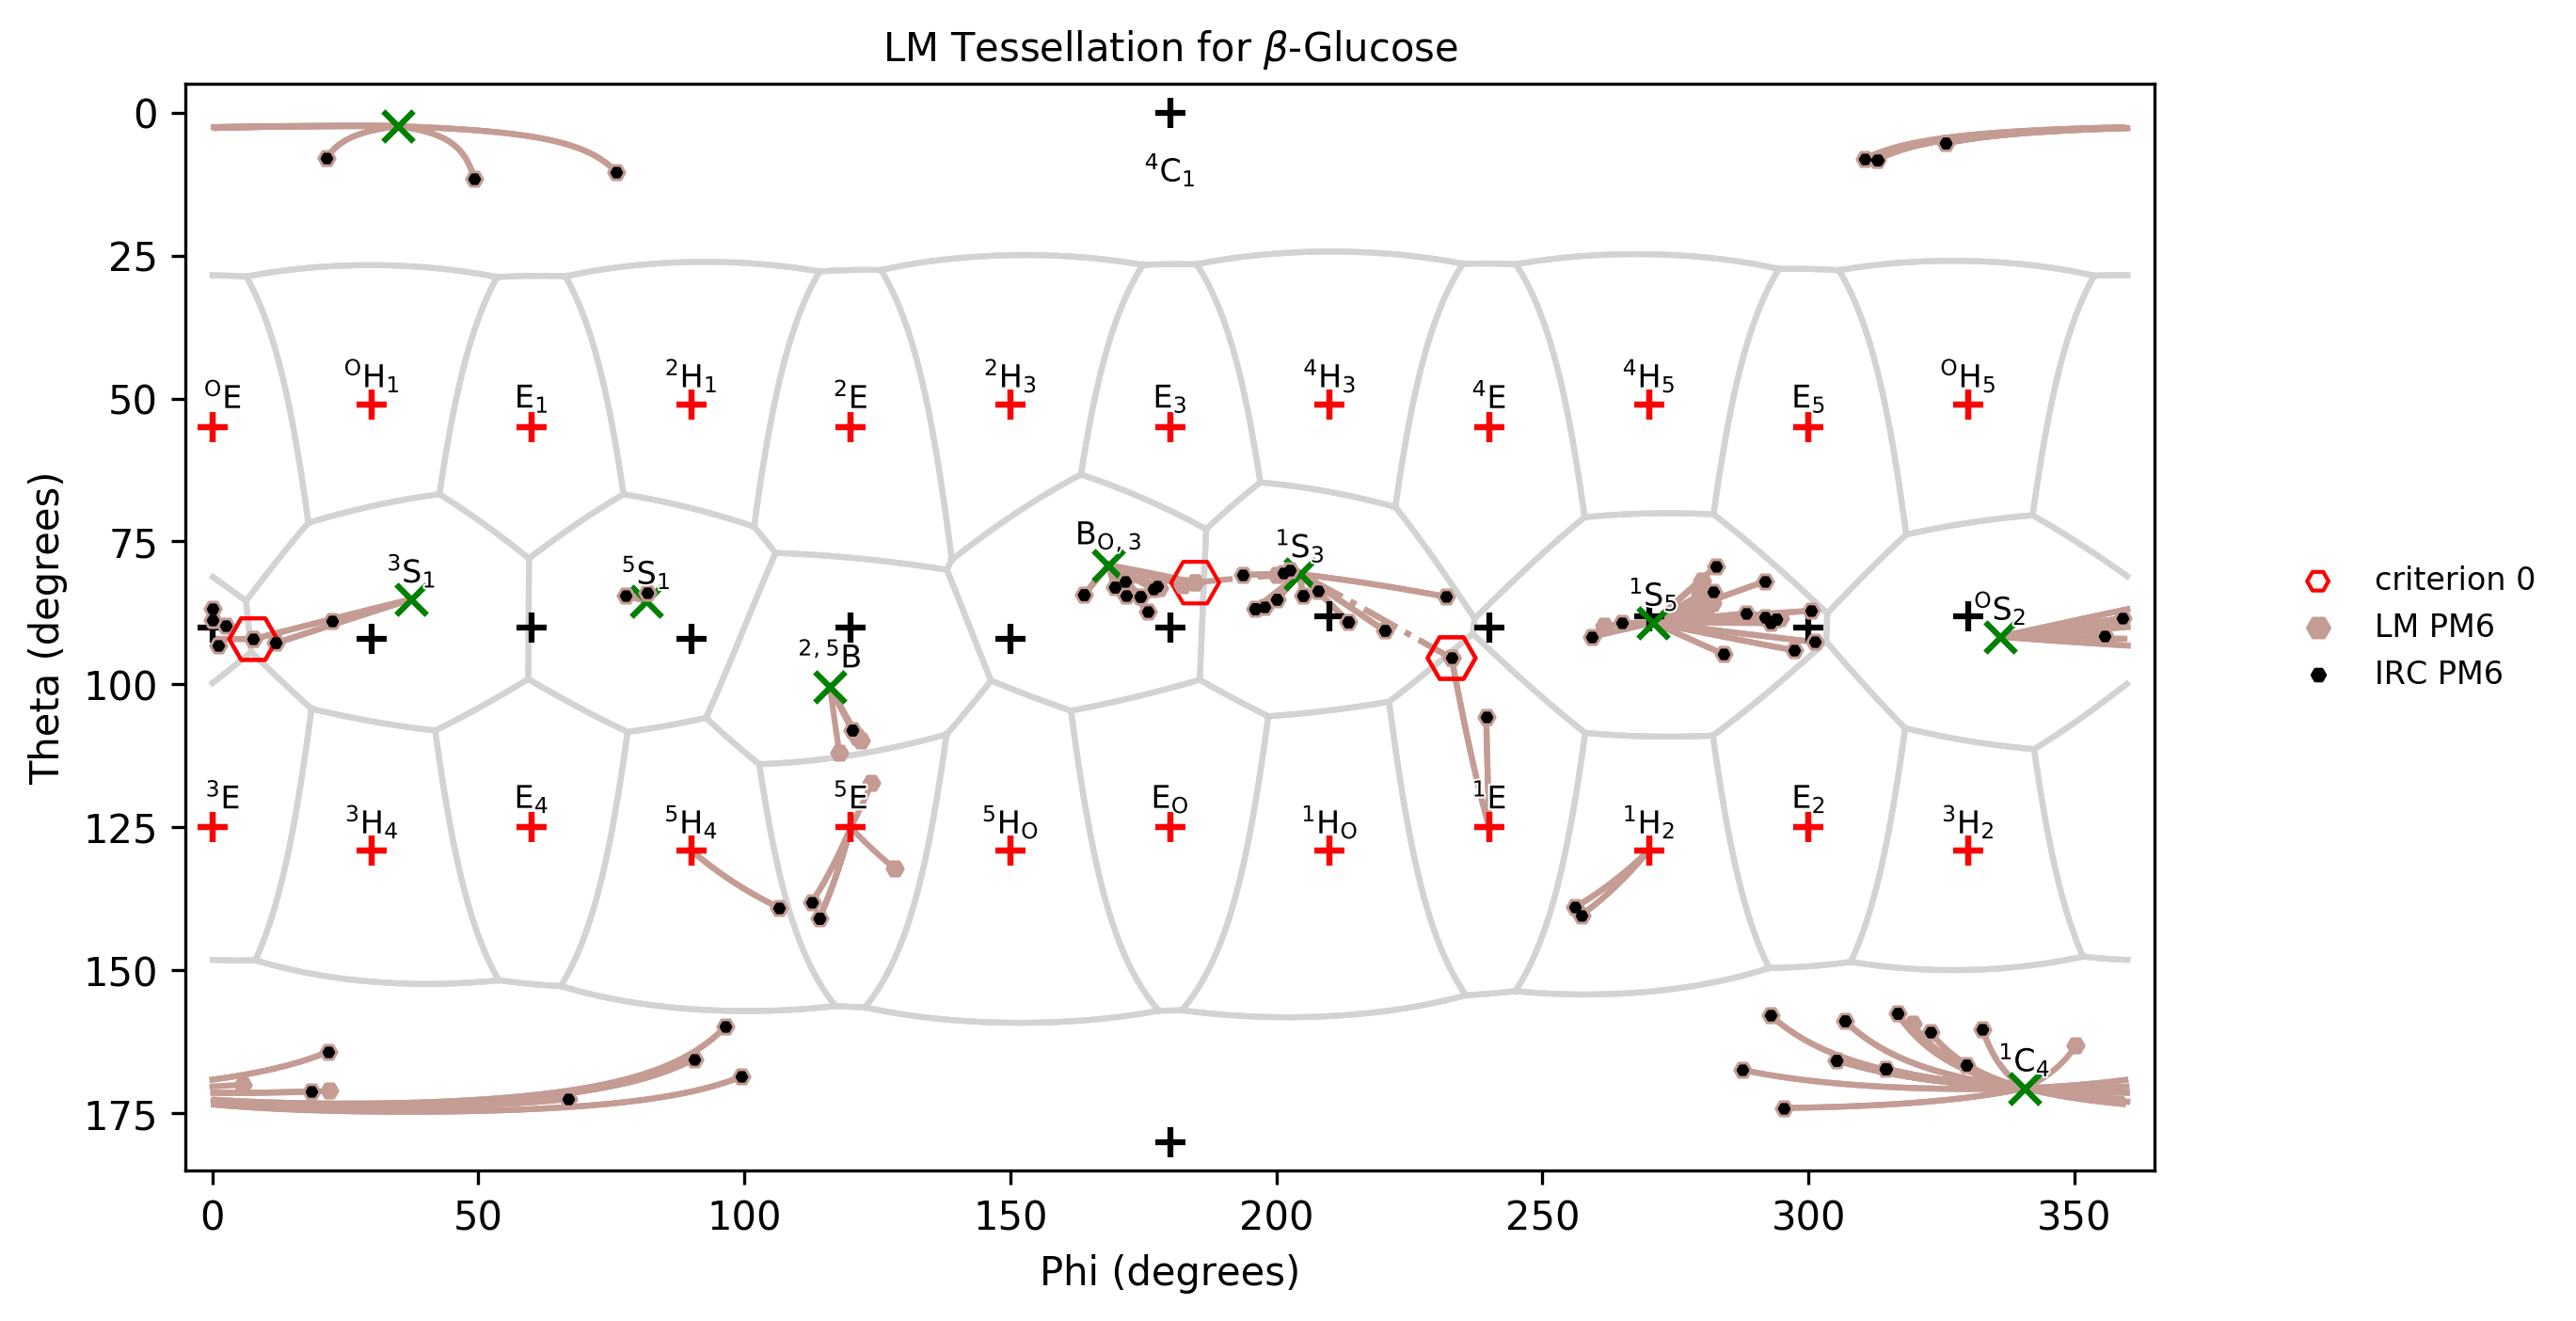 LM Tessellation for β-Glucose
0
25
50
75
100
125
150
175
Theta (degrees)
⁴C₁
ᴼE
ᴼH₁
E₁
²H₁
²E
²H₃
E₃
⁴H₃
⁴E
⁴H₅
E₅
ᴼH₅
³S₁
⁵S₁
²,⁵B
B_O,3
¹S₃
¹S₅
ᴼS₂
³E
³H₄
E₄
⁵H₄
⁵E
⁵H_O
E_O
¹H_O
¹E
¹H₂
E₂
³H₂
¹C₄
0 50 100 150 200 250 300 350
Phi (degrees)
criterion 0
LM PM6
IRC PM6